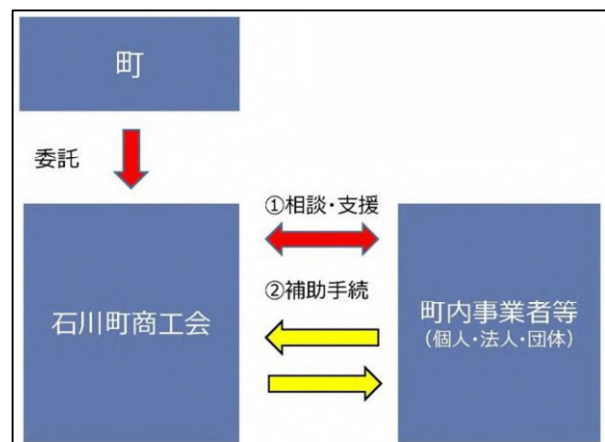 町
委託
①相談・支援
②補助手続
石川町商工会
町内事業者等
(個人・法人・団体)